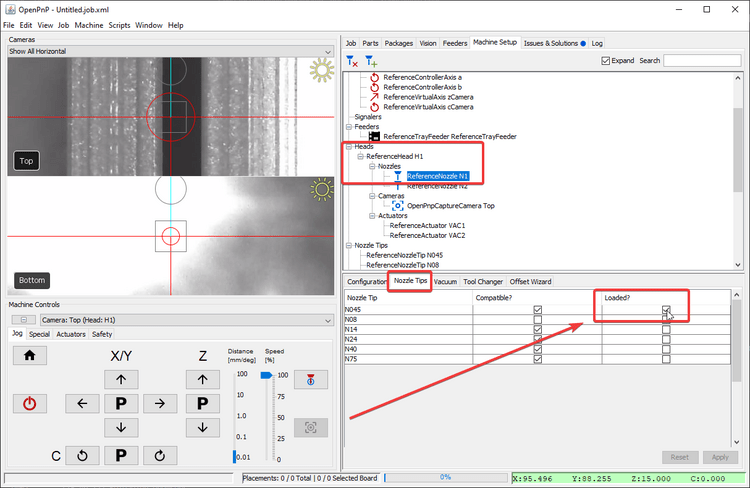 OpenPnP - Untitled.job.xml
File Edit View Job Machine Scripts Window Help
Cameras
Show All Horizontal
Top
Bottom
Machine Controls
Camera: Top (Head: H1)
Jog Special Actuators Safety
X/Y Z
Distance [mm/deg]
Speed [%]
100
10
1.0
0.1
0.01
100
75
50
25
0
P P
C P
Job Parts Packages Vision Feeders Machine Setup Issues & Solutions Log
Expand Search
ReferenceControllerAxis a
ReferenceControllerAxis b
ReferenceVirtualAxis zCamera
ReferenceVirtualAxis cCamera
Signalers
Feeders
ReferenceTrayFeeder ReferenceTrayFeeder
Heads
ReferenceHead H1
Nozzles
ReferenceNozzle N1
ReferenceNozzle N2
Cameras
OpenPnpCaptureCamera Top
Actuators
ReferenceActuator VAC1
ReferenceActuator VAC2
Nozzle Tips
ReferenceNozzleTip N045
ReferenceNozzleTip N08
Configuration Nozzle Tips Vacuum Tool Changer Offset Wizard
Nozzle Tip Compatible? Loaded?
N045
N08
N14
N24
N40
N75
Reset Apply
Placements: 0 / 0 Total | 0 / 0 Selected Board 0% X:95.496 Y:88.255 Z:15.000 C:0.000